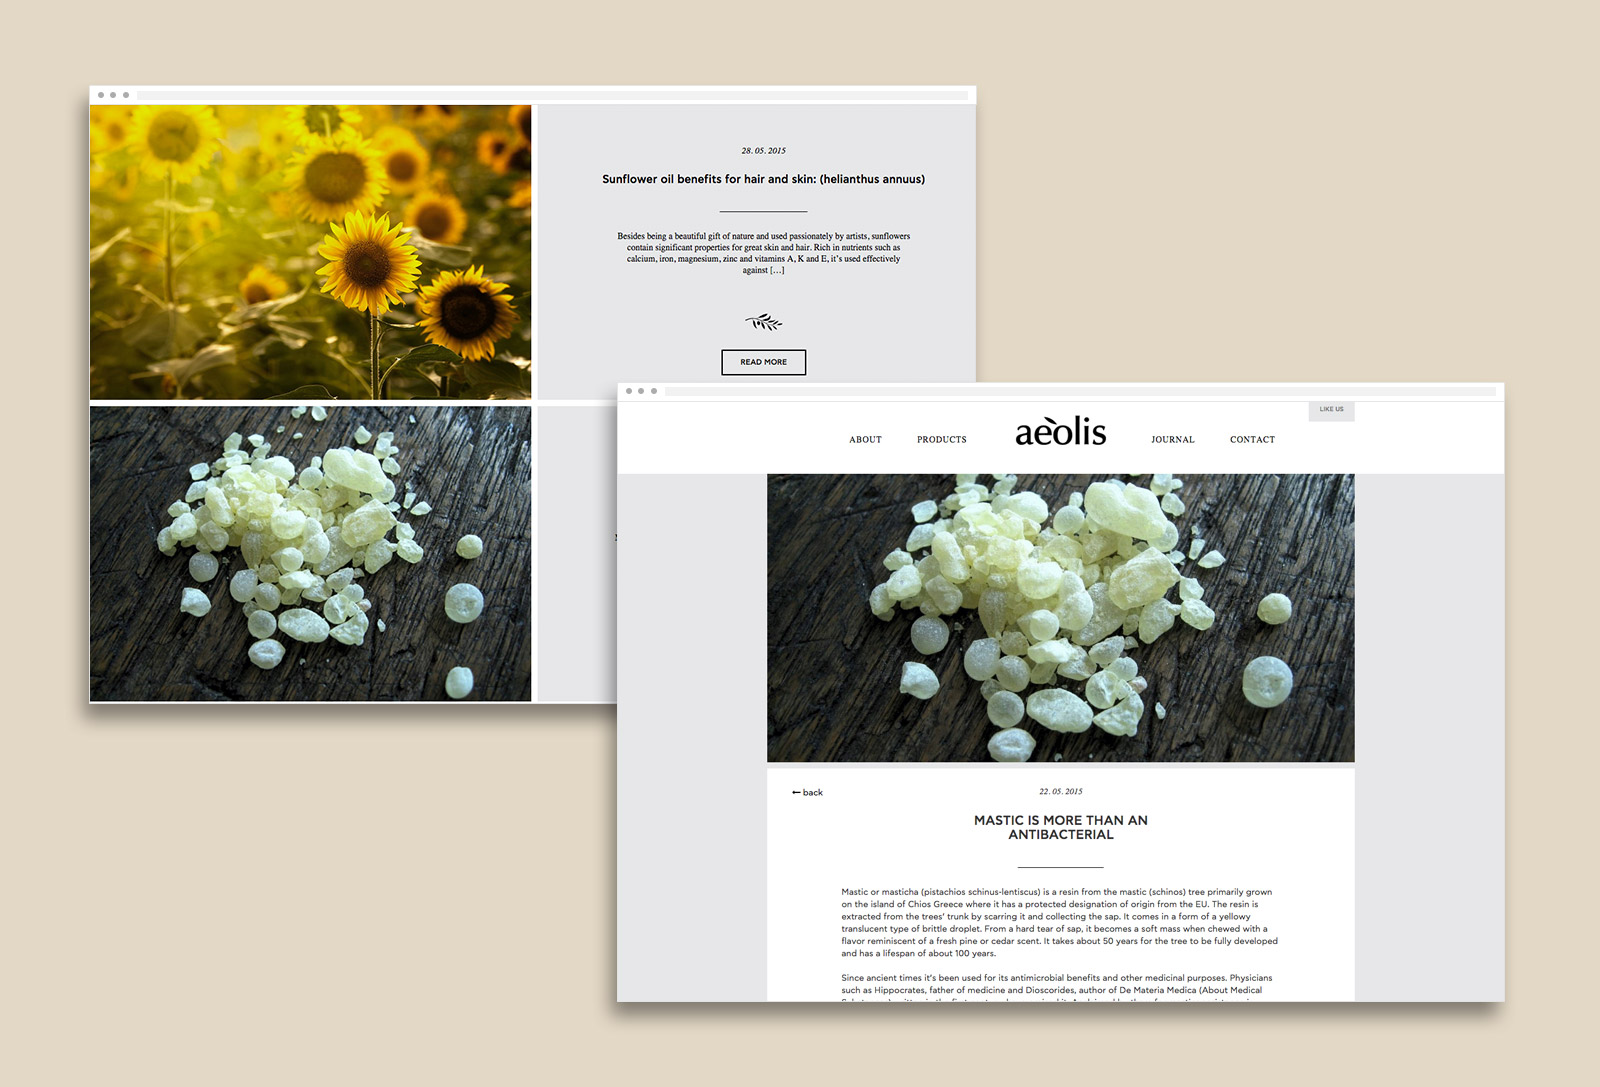 28. 05. 2015
Sunflower oil benefits for hair and skin: (helianthus annuus)
Besides being a beautiful gift of nature and used passionately by artists, sunflowers
contain significant properties for great skin and hair. Rich in nutrients such as
calcium, iron, magnesium, zinc and vitamins A, K and E, it's used effectively
against [...]
READ MORE
LIKE US
ABOUT PRODUCTS aèolis JOURNAL CONTACT
← back
22. 05. 2015
MASTIC IS MORE THAN AN
ANTIBACTERIAL
Mastic or masticha (pistachios schinus-lentiscus) is a resin from the mastic (schinos) tree primarily grown
on the island of Chios Greece where it has a protected designation of origin from the EU. The resin is
extracted from the trees' trunk by scarring it and collecting the sap. It comes in a form of a yellowy
translucent type of brittle droplet. From a hard tear of sap, it becomes a soft mass when chewed with a
flavor reminiscent of a fresh pine or cedar scent. It takes about 50 years for the tree to be fully developed
and has a lifespan of about 100 years.
Since ancient times it's been used for its antimicrobial benefits and other medicinal purposes. Physicians
such as Hippocrates, father of medicine and Dioscorides, author of De Materia Medica (About Medical